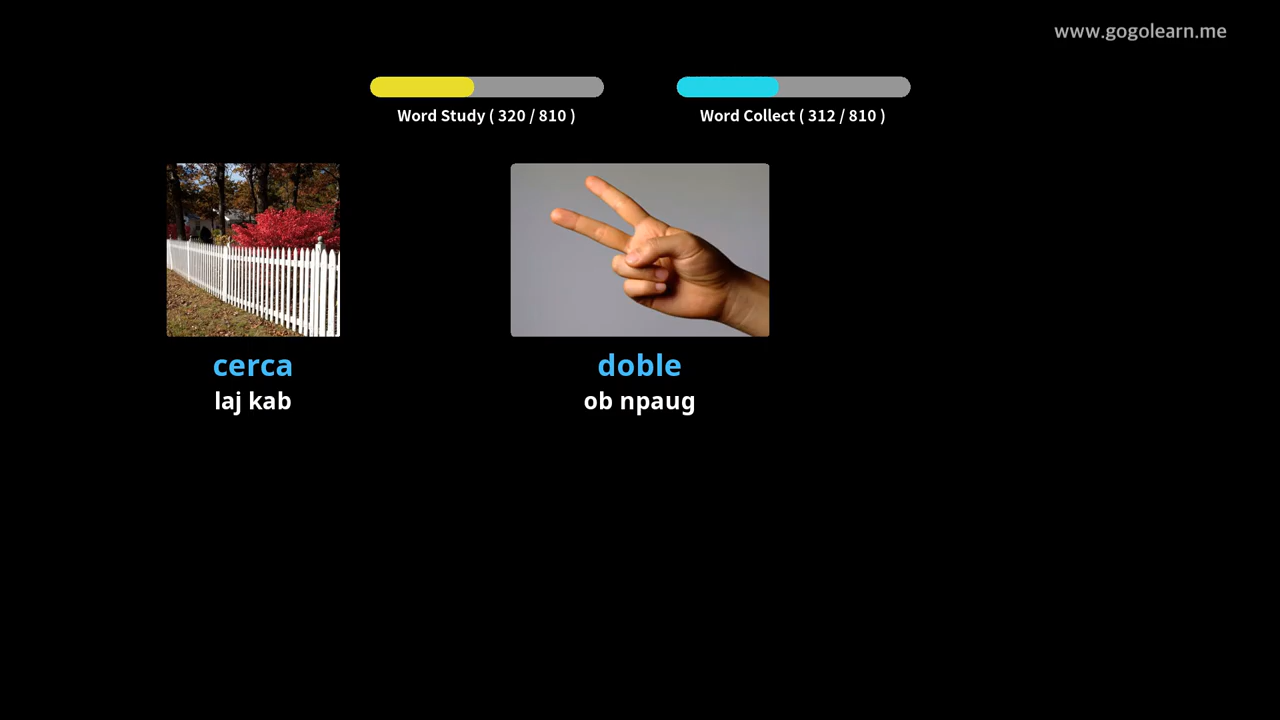 www.gogolearn.me
Word Study ( 320 / 810 )
Word Collect ( 312 / 810 )
cerca
laj kab
doble
ob npaug